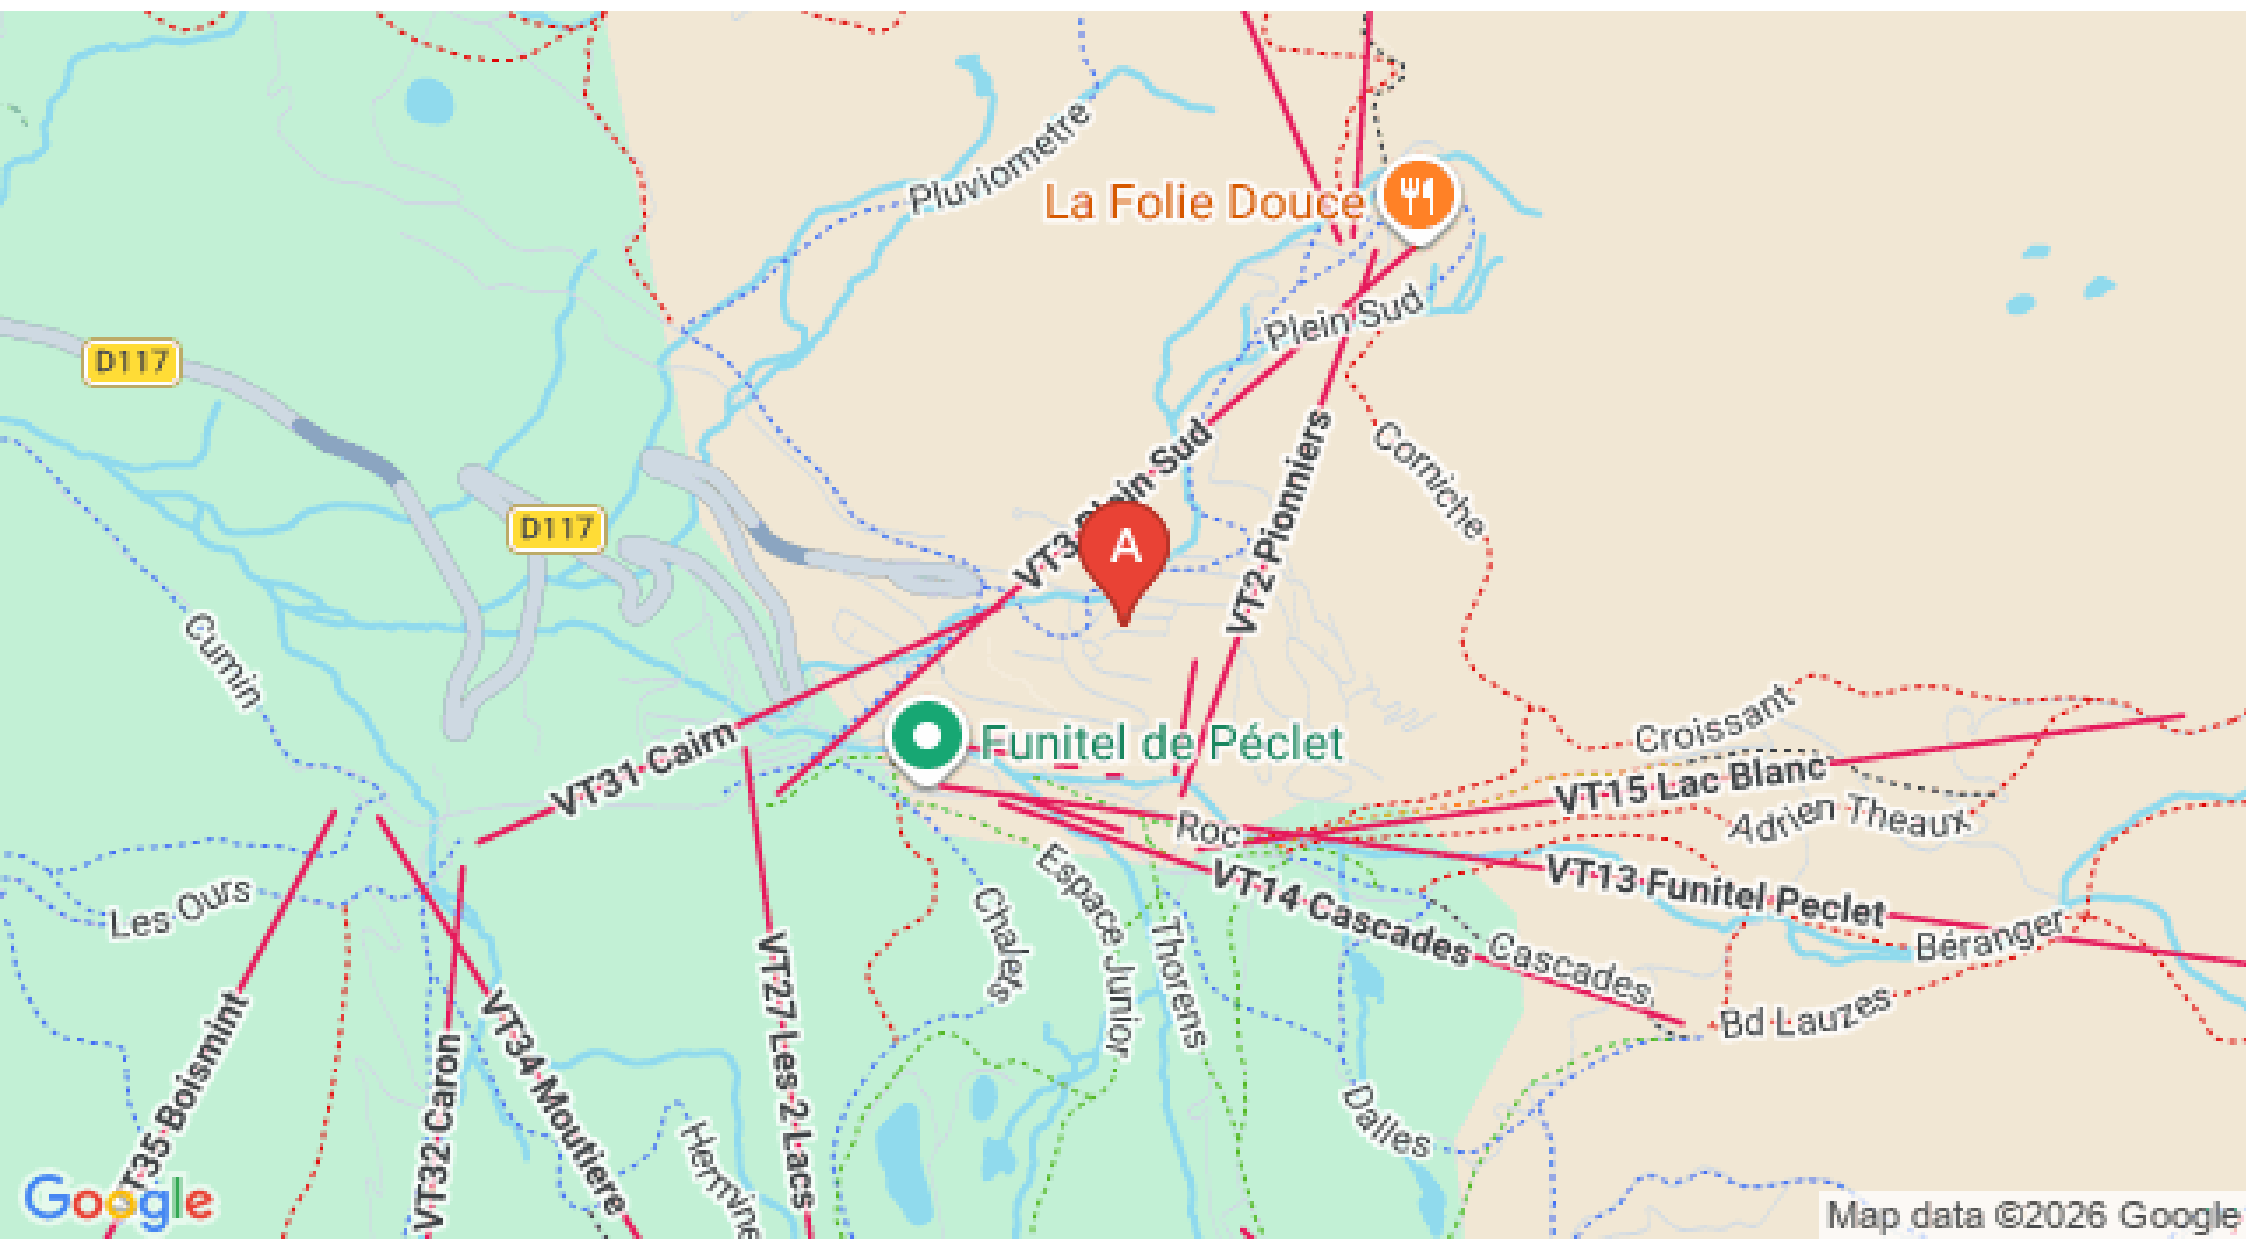 Pluviometre
La Folie Douce
Plein Sud
D117
VT3 Plein Sud
Corniche
D117
A
VT2 Pionniers
Cumin
Croissant
Funitel de Péclet
VT31 Cairn
VT15 Lac Blanc
Adrien Theaux
Roc
VT13 Funitel Peclet
VT14 Cascades
Les Ours
Espace Junior
Chalets
Thorens
Cascades
Béranger
Bd Lauzes
VT27 Les 2 Lacs
VT34 Moutiere
VT35 Boismint
VT32 Caron
Dalles
Hermine
Google
Map data ©2026 Google